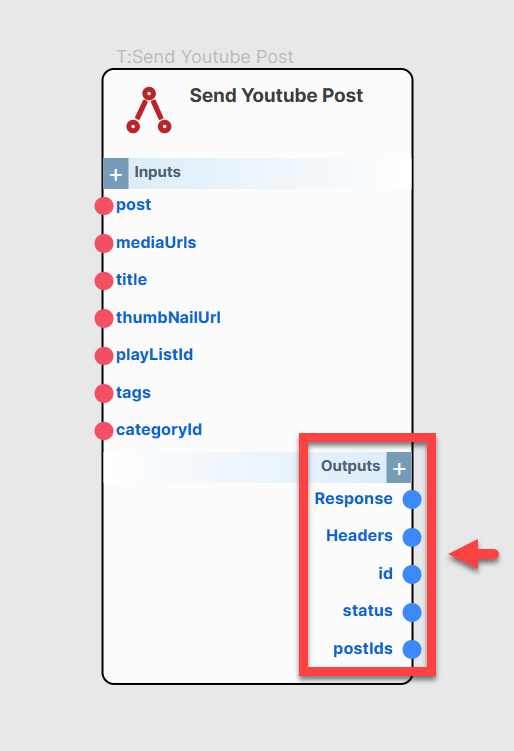 T:Send Youtube Post
Send Youtube Post
+ Inputs
post
mediaUrls
title
thumbNailUrl
playListId
tags
categoryId
Outputs +
Response
Headers
id
status
postIds